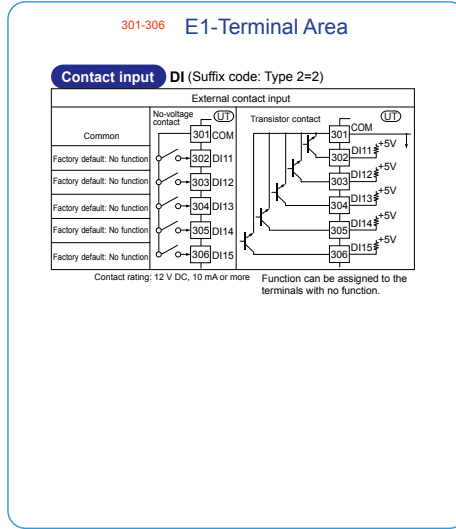 301-306 E1-Terminal Area
Contact input DI (Suffix code: Type 2=2)
External contact input
No-voltage contact UT Transistor contact UT
Common 301 COM 301 COM
Factory default: No function 302 DI11 302 DI11 +5V
Factory default: No function 303 DI12 303 DI12 +5V
Factory default: No function 304 DI13 304 DI13 +5V
Factory default: No function 305 DI14 305 DI14 +5V
Factory default: No function 306 DI15 306 DI15 +5V
Contact rating: 12 V DC, 10 mA or more
Function can be assigned to the
terminals with no function.